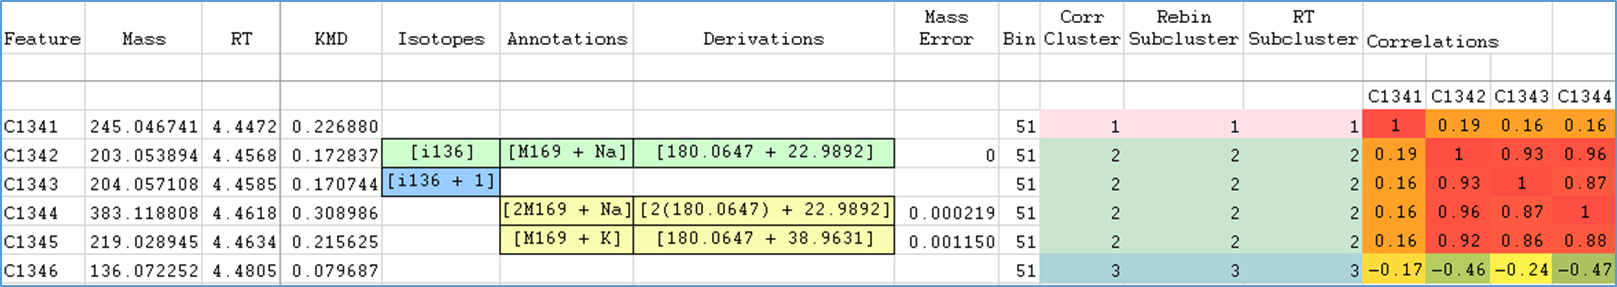 Mass Corr Rebin RT
Feature Mass RT KMD Isotopes Annotations Derivations Error Bin Cluster Subcluster Subcluster Correlations
C1341 C1342 C1343 C1344
C1341 245.046741 4.4472 0.226880 51 1 1 1 1 0.19 0.16 0.16
C1342 203.053894 4.4568 0.172837 [i136] [M169 + Na] [180.0647 + 22.9892] 0 51 2 2 2 0.19 1 0.93 0.96
C1343 204.057108 4.4585 0.170744 [i136 + 1] 51 2 2 2 0.16 0.93 1 0.87
C1344 383.118808 4.4618 0.308986 [2M169 + Na] [2(180.0647) + 22.9892] 0.000219 51 2 2 2 0.16 0.96 0.87 1
C1345 219.028945 4.4634 0.215625 [M169 + K] [180.0647 + 38.9631] 0.001150 51 2 2 2 0.16 0.92 0.86 0.88
C1346 136.072252 4.4805 0.079687 51 3 3 3 -0.17 -0.46 -0.24 -0.47